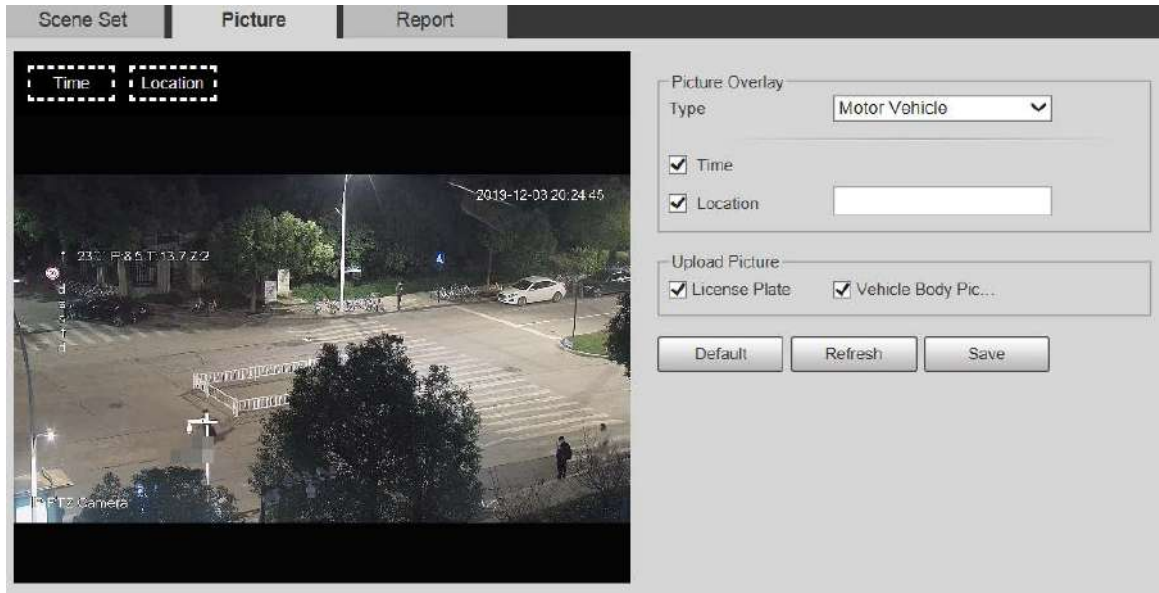 Scene Set Picture Report
Time Location
2019-12-03 20:24:45
PTZ Camera
Picture Overlay
Type Motor Vehicle
Time
Location
Upload Picture
License Plate Vehicle Body Pic...
Default Refresh Save